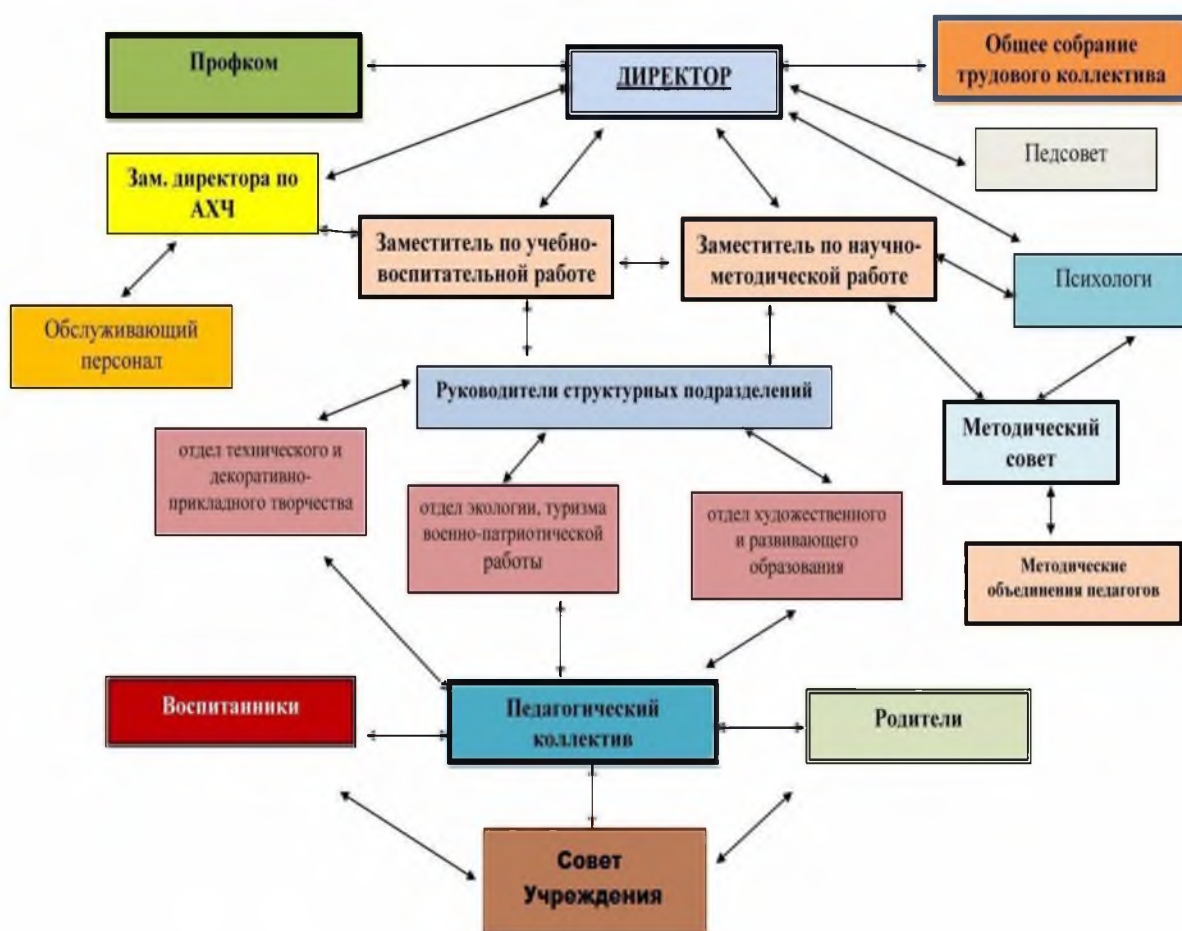 Профком
ДИРЕКТОР
Общее собрание
трудового коллектива
Педсовет
Зам. директора по
АХЧ
Заместитель по учебно-
воспитательной работе
Заместитель по научно-
методической работе
Психологи
Обслуживающий
персонал
Руководители структурных подразделений
Методический
совет
отдел технического и
декоративно-
прикладного творчества
отдел экологии, туризма
военно-патриотической
работы
отдел художественного
и развивающего
образования
Методические
объединения педагогов
Воспитанники
Педагогический
коллектив
Родители
Совет
Учреждения